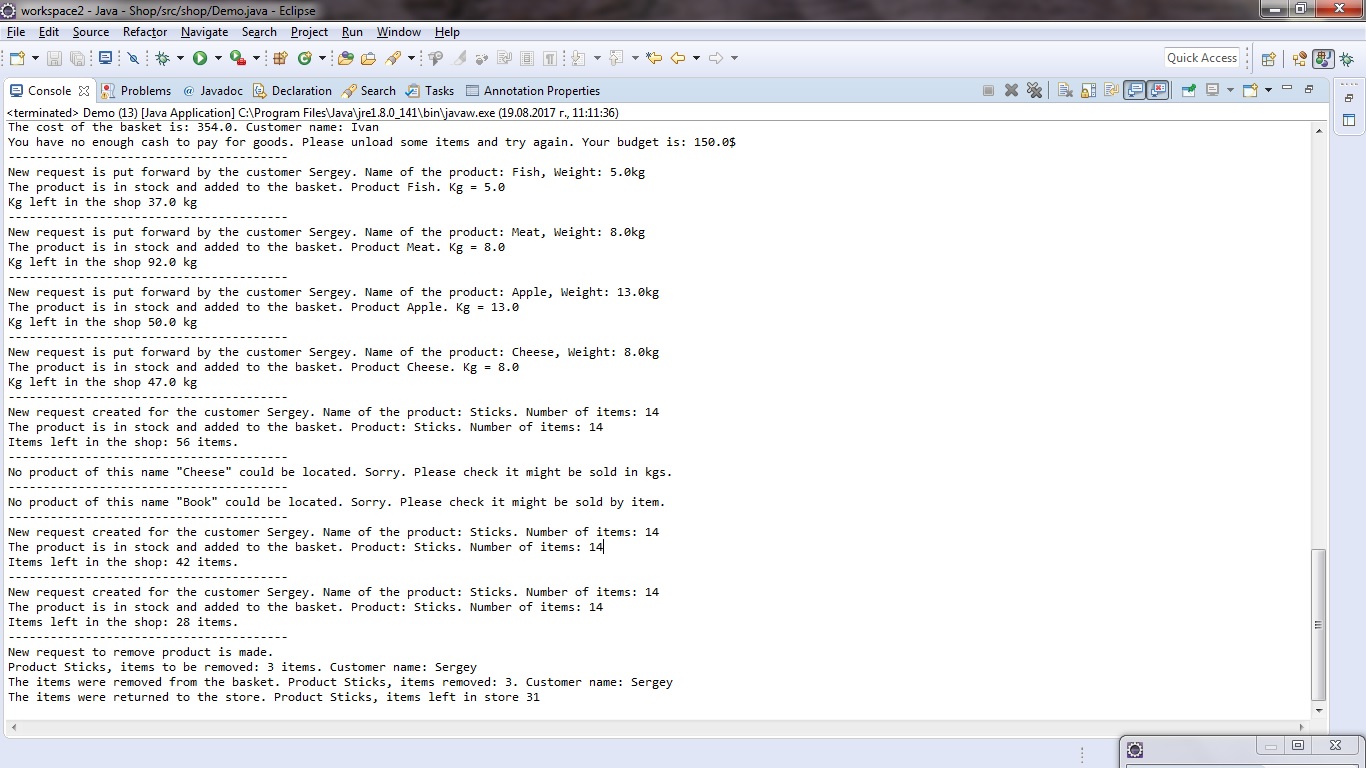 workspace2 - Java - Shop/src/shop/Demo.java - Eclipse
File Edit Source Refactor Navigate Search Project Run Window Help
Quick Access
Console Problems @ Javadoc Declaration Search Tasks Annotation Properties
<terminated> Demo (13) [Java Application] C:\Program Files\Java\jre1.8.0_141\bin\javaw.exe (19.08.2017 г., 11:11:36)
The cost of the basket is: 354.0. Customer name: Ivan
You have no enough cash to pay for goods. Please unload some items and try again. Your budget is: 150.0$
----------------------------------------
New request is put forward by the customer Sergey. Name of the product: Fish, Weight: 5.0kg
The product is in stock and added to the basket. Product Fish. Kg = 5.0
Kg left in the shop 37.0 kg
----------------------------------------
New request is put forward by the customer Sergey. Name of the product: Meat, Weight: 8.0kg
The product is in stock and added to the basket. Product Meat. Kg = 8.0
Kg left in the shop 92.0 kg
----------------------------------------
New request is put forward by the customer Sergey. Name of the product: Apple, Weight: 13.0kg
The product is in stock and added to the basket. Product Apple. Kg = 13.0
Kg left in the shop 50.0 kg
----------------------------------------
New request is put forward by the customer Sergey. Name of the product: Cheese, Weight: 8.0kg
The product is in stock and added to the basket. Product Cheese. Kg = 8.0
Kg left in the shop 47.0 kg
----------------------------------------
New request created for the customer Sergey. Name of the product: Sticks. Number of items: 14
The product is in stock and added to the basket. Product: Sticks. Number of items: 14
Items left in the shop: 56 items.
----------------------------------------
No product of this name "Cheese" could be located. Sorry. Please check it might be sold in kgs.
----------------------------------------
No product of this name "Book" could be located. Sorry. Please check it might be sold by item.
----------------------------------------
New request created for the customer Sergey. Name of the product: Sticks. Number of items: 14
The product is in stock and added to the basket. Product: Sticks. Number of items: 14
Items left in the shop: 42 items.
----------------------------------------
New request created for the customer Sergey. Name of the product: Sticks. Number of items: 14
The product is in stock and added to the basket. Product: Sticks. Number of items: 14
Items left in the shop: 28 items.
----------------------------------------
New request to remove product is made.
Product Sticks, items to be removed: 3 items. Customer name: Sergey
The items were removed from the basket. Product Sticks, items removed: 3. Customer name: Sergey
The items were returned to the store. Product Sticks, items left in store 31